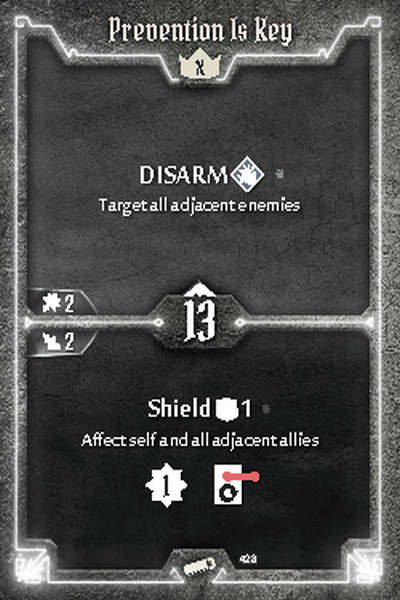 Prevention Is Key
X
DISARM
Target all adjacent enemies
2
13
2
Shield 1
Affect self and all adjacent allies
1
423